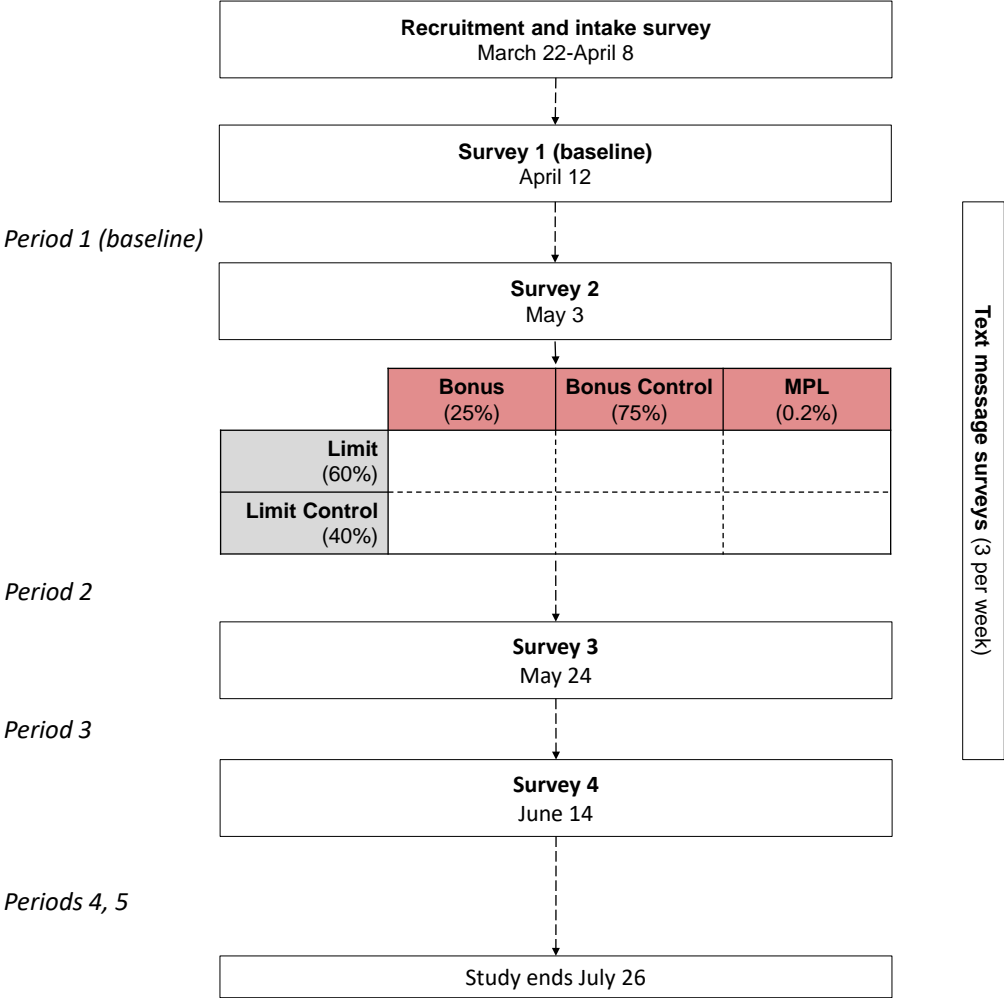 Recruitment and intake survey
March 22-April 8
Survey 1 (baseline)
April 12
Period 1 (baseline)
Survey 2
May 3
Bonus
(25%)
Bonus Control
(75%)
MPL
(0.2%)
Limit
(60%)
Limit Control
(40%)
Text message surveys (3 per week)
Period 2
Survey 3
May 24
Period 3
Survey 4
June 14
Periods 4, 5
Study ends July 26